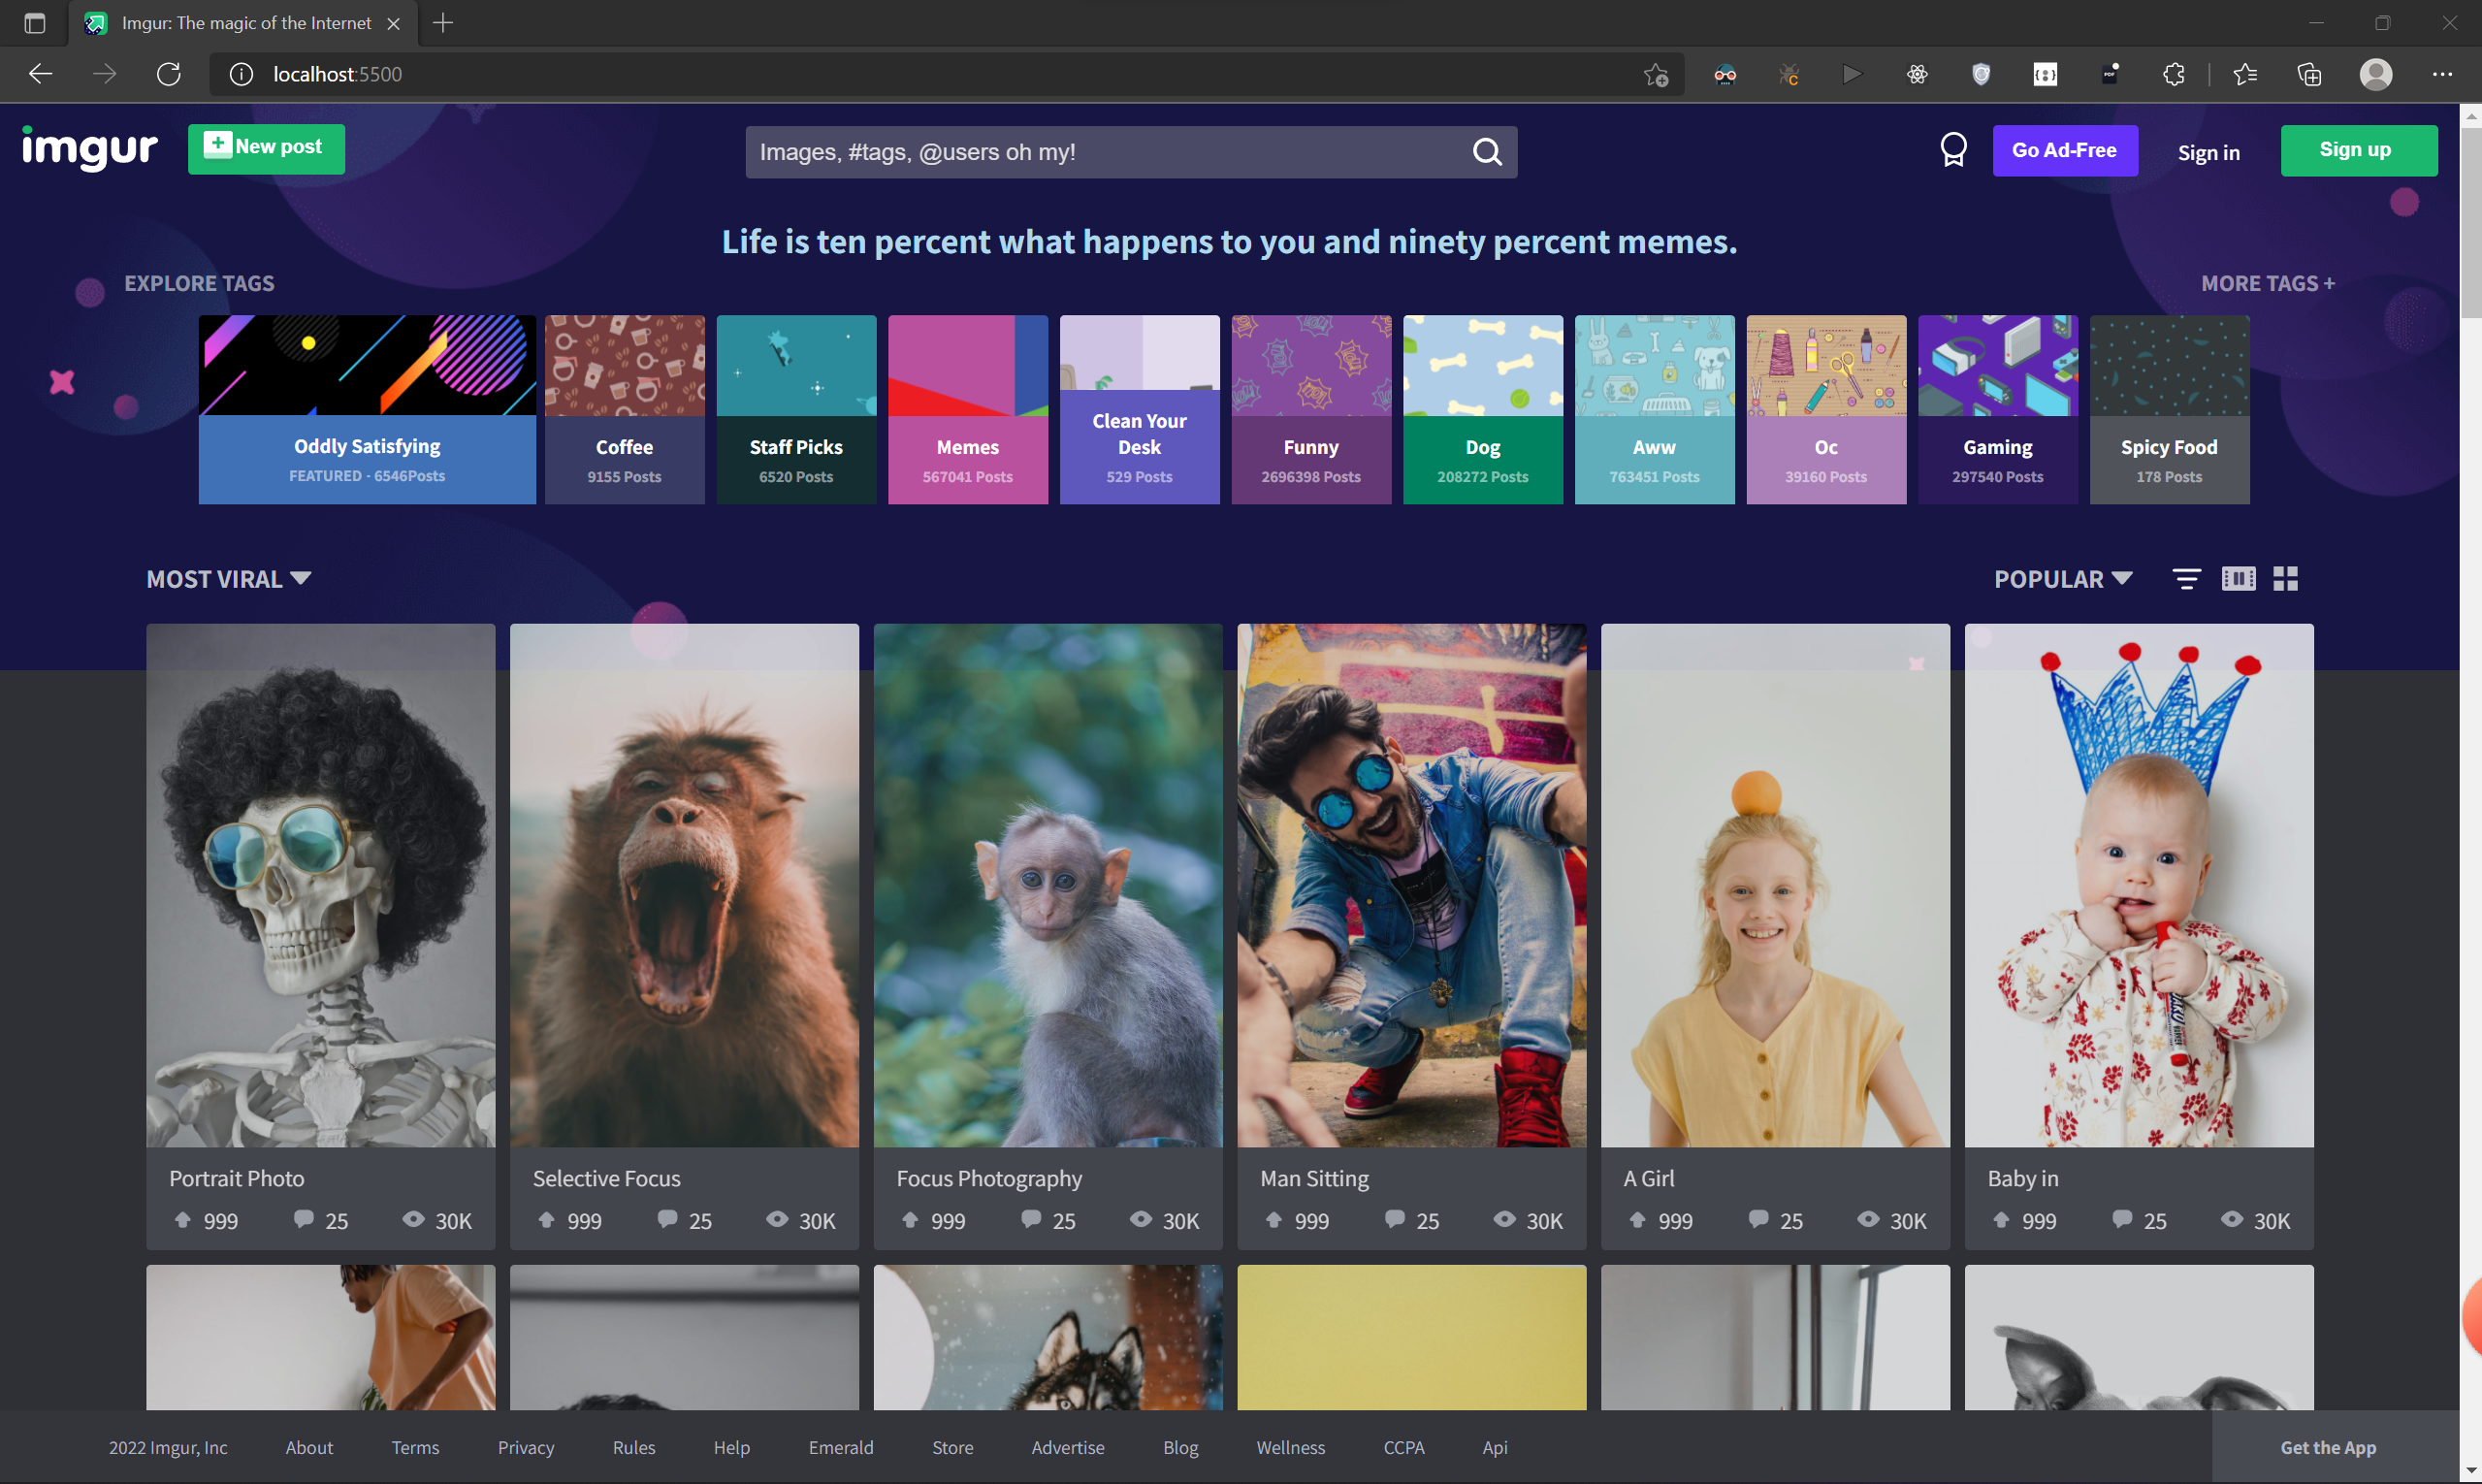 Imgur: The magic of the Internet
localhost:5500
imgur
New post
Images, #tags, @users oh my!
Go Ad-Free
Sign in
Sign up
Life is ten percent what happens to you and ninety percent memes.
EXPLORE TAGS
MORE TAGS +
Oddly Satisfying
FEATURED - 6546Posts
Coffee
9155 Posts
Staff Picks
6520 Posts
Memes
567041 Posts
Clean Your
Desk
529 Posts
Funny
2696398 Posts
Dog
208272 Posts
Aww
763451 Posts
Oc
39160 Posts
Gaming
297540 Posts
Spicy Food
178 Posts
MOST VIRAL
POPULAR
Portrait Photo
999 25 30K
Selective Focus
999 25 30K
Focus Photography
999 25 30K
Man Sitting
999 25 30K
A Girl
999 25 30K
Baby in
999 25 30K
2022 Imgur, Inc About Terms Privacy Rules Help Emerald Store Advertise Blog Wellness CCPA Api
Get the App